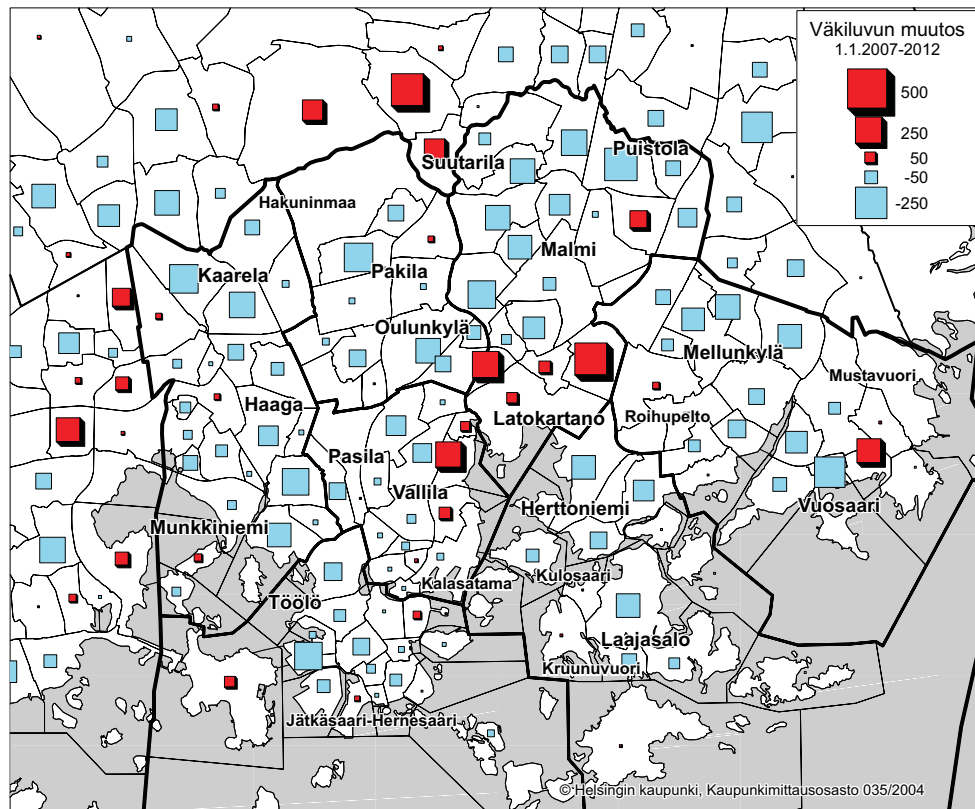 Väkiluvun muutos
1.1.2007-2012
500
250
50
-50
-250
Suutarila
Puistola
Hakuninmaa
Malmi
Kaarela
Pakila
Oulunkylä
Mellunkylä
Mustavuori
Haaga
Latokartano
Roihupelto
Pasila
Vallila
Herttoniemi
Vuosaari
Munkkiniemi
Kalasatama
Kulosaari
Töölö
Laajasalo
Kruunuvuori
Jätkäsaari-Hernesaari
© Helsingin kaupunki, Kaupunkimittausosasto 035/2004